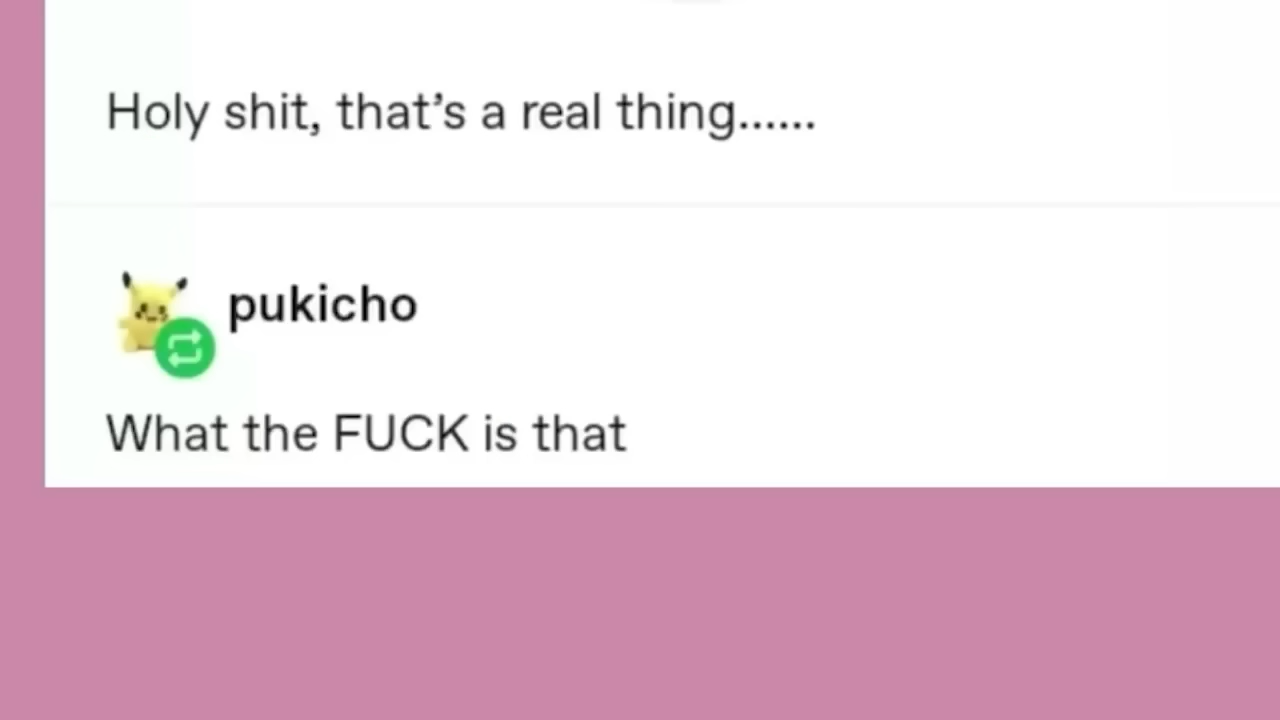 Holy shit, that’s a real thing......
pukicho
What the FUCK is that